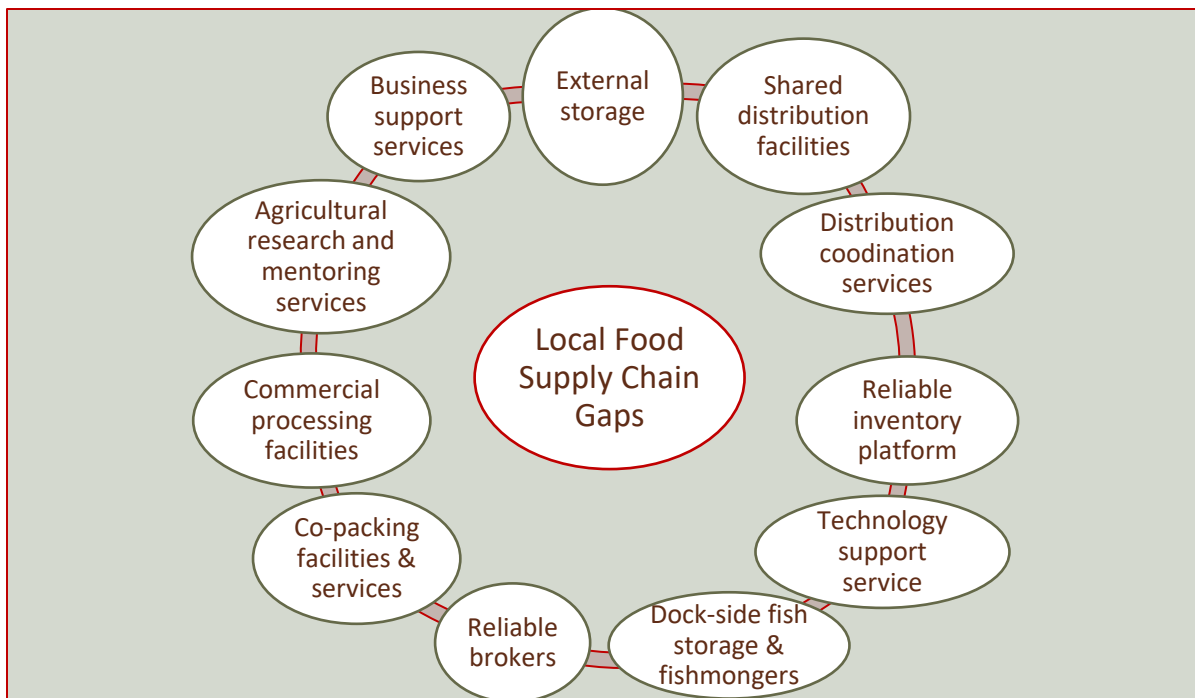 External
storage
Shared
distribution
facilities
Distribution
coodination
services
Reliable
inventory
platform
Technology
support
service
Dock-side fish
storage &
fishmongers
Reliable
brokers
Co-packing
facilities &
services
Commercial
processing
facilities
Agricultural
research and
mentoring
services
Business
support
services
Local Food
Supply Chain
Gaps